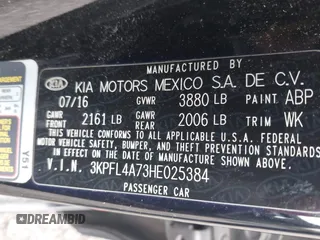 MANUFACTURED BY
KIA KIA MOTORS MEXICO S.A. DE C.V.
07/16 GVWR 3880 LB PAINT ABP
GAWR FRONT 2161 LB GAWR REAR 2006 LB TRIM WK
THIS VEHICLE CONFORMS TO ALL APPLICABLE U.S. FEDERAL
MOTOR VEHICLE SAFETY, BUMPER, AND THEFT PREVENTION STANDARDS
IN EFFECT ON THE DATE OF MANUFACTURE SHOWN ABOVE.
V.I.N. 3KPFL4A73HE025384
PASSENGER CAR
Y51
DREAMBID